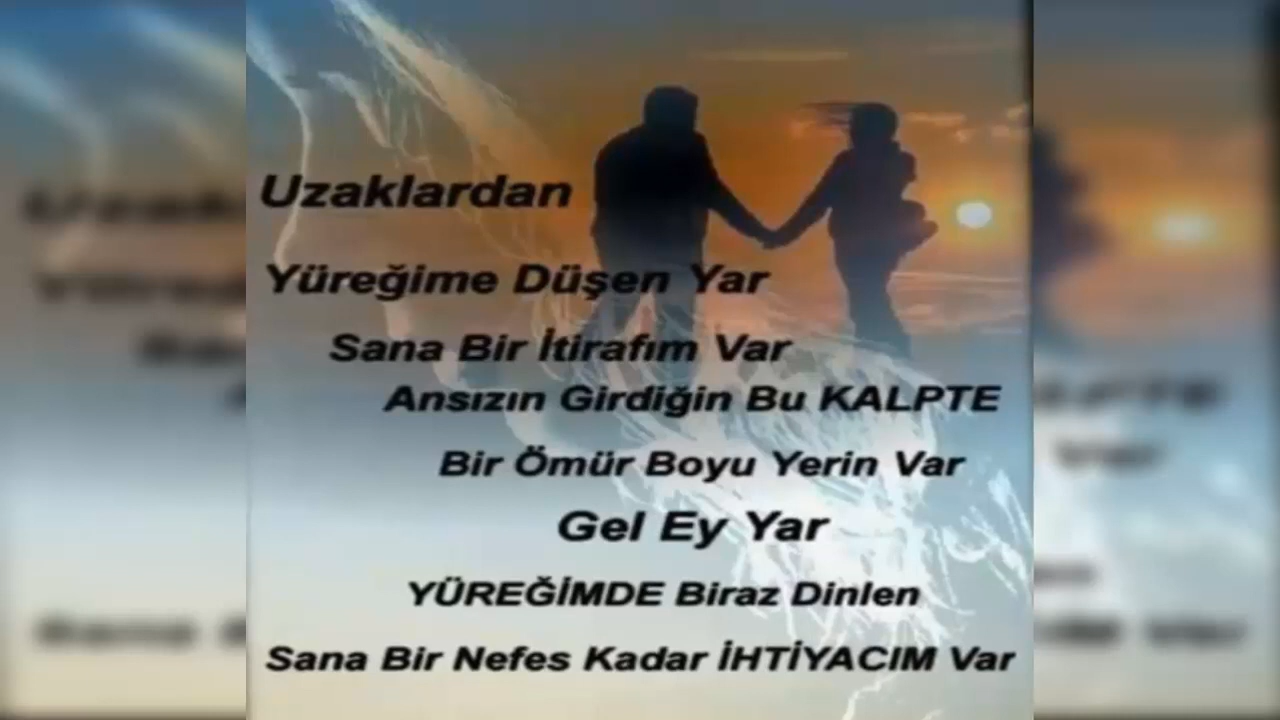 Uzaklardan
Yüreğime Düşen Yar
Sana Bir İtirafım Var
Ansızın Girdiğin Bu KALPTE
Bir Ömür Boyu Yerin Var
Gel Ey Yar
YÜREĞİMDE Biraz Dinlen
Sana Bir Nefes Kadar İHTİYACIM Var